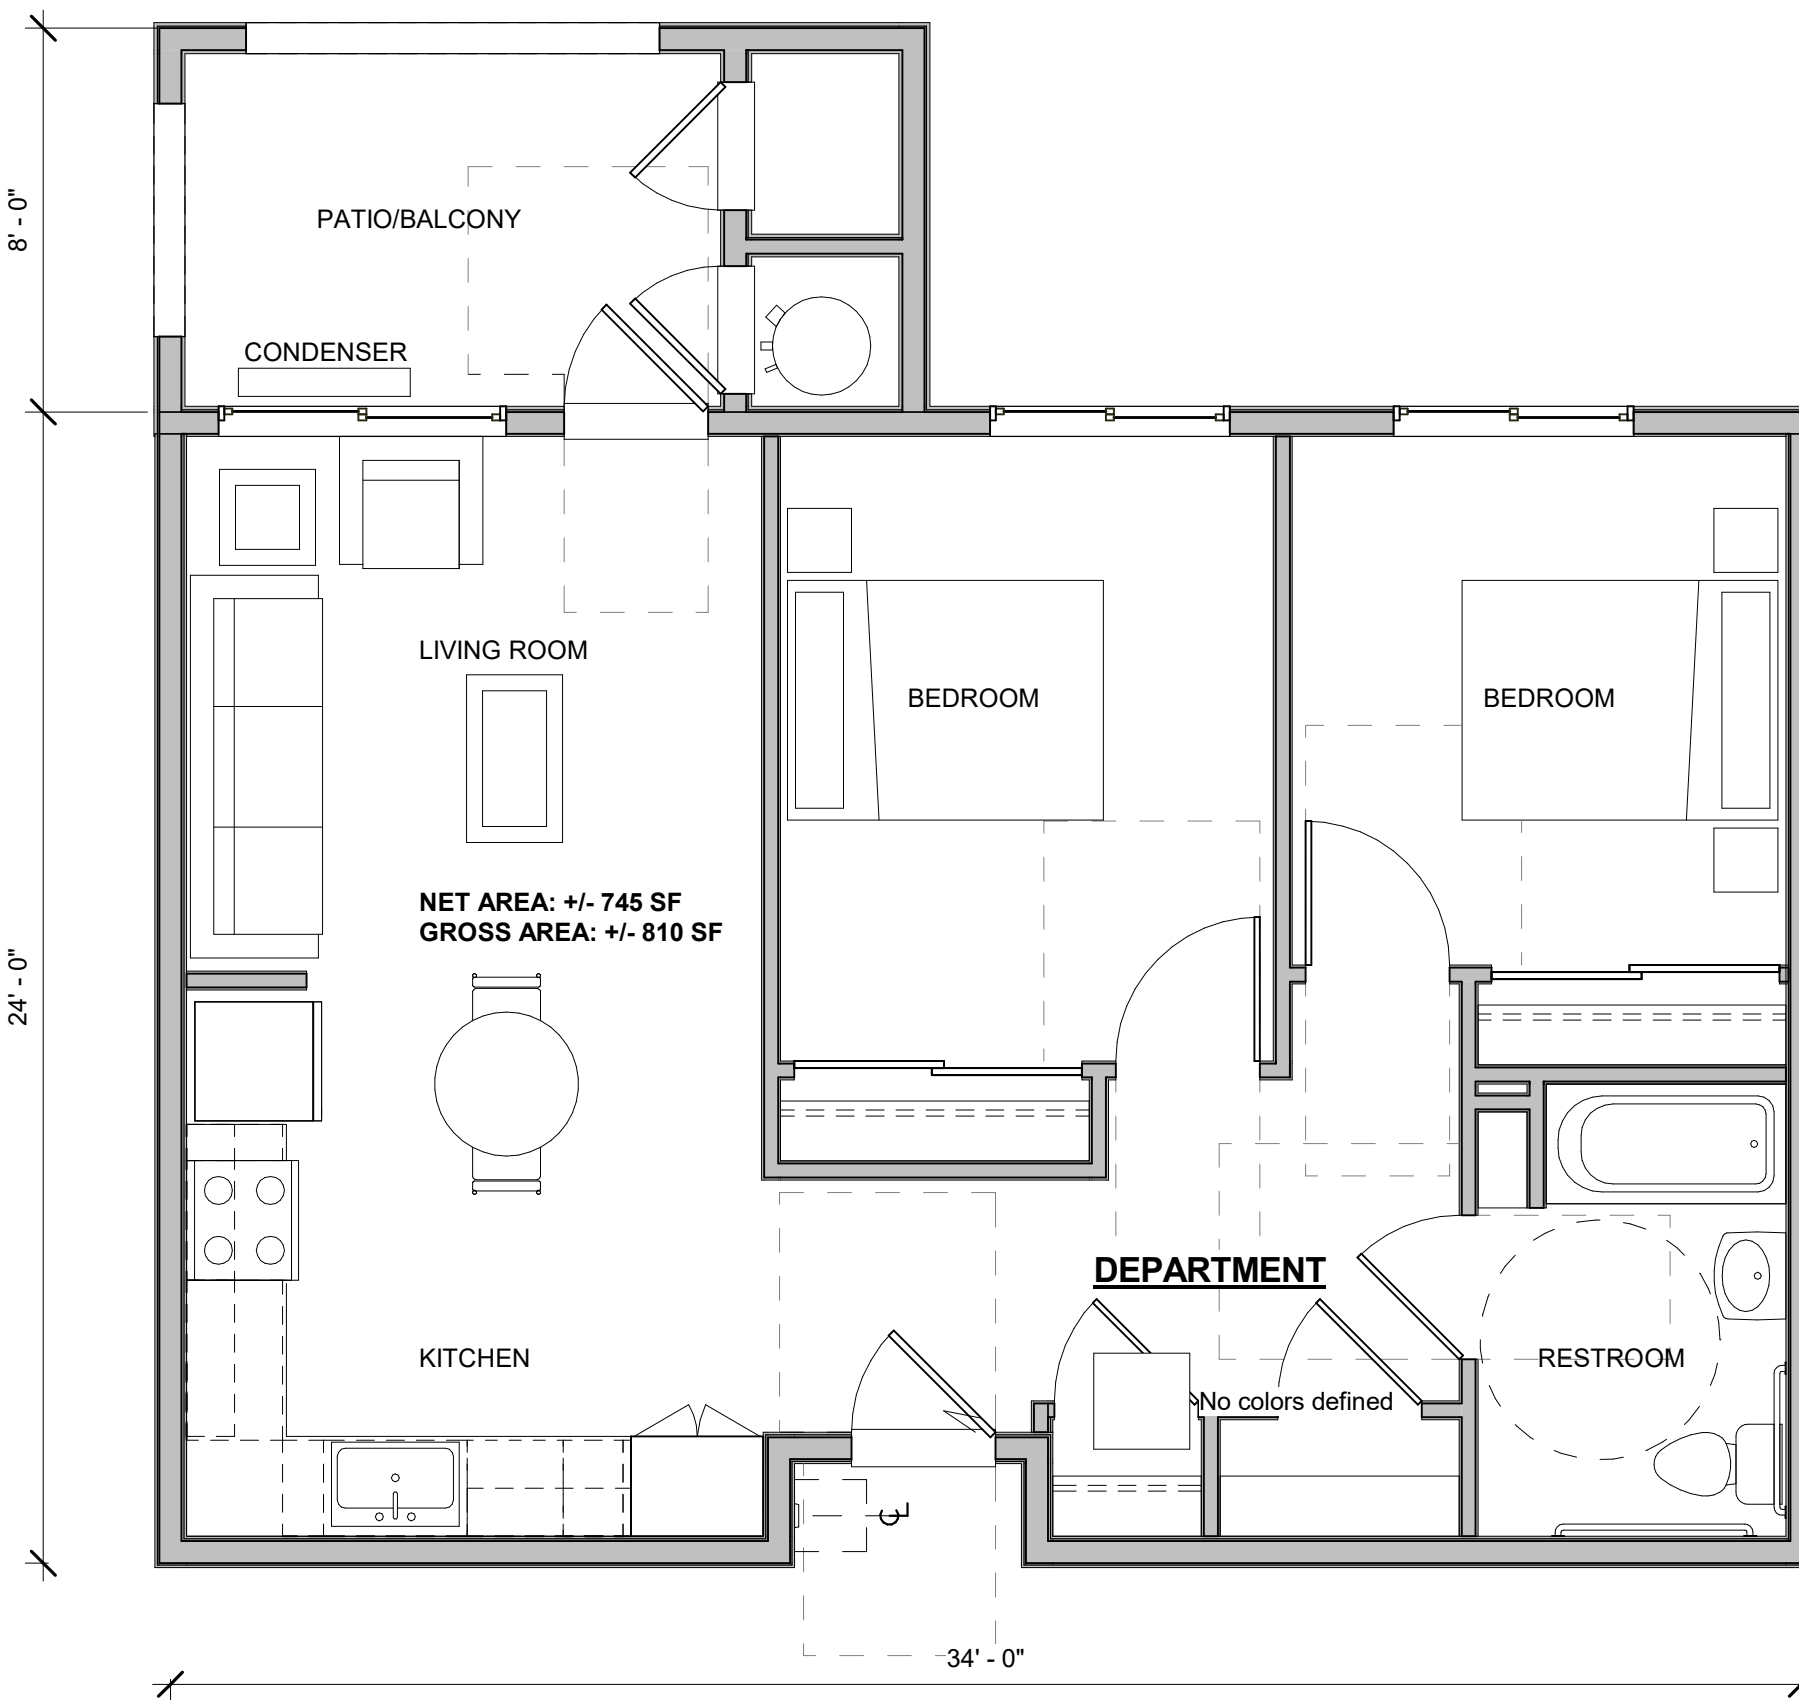 8' - 0"
PATIO/BALCONY
CONDENSER
LIVING ROOM
BEDROOM
BEDROOM
NET AREA: +/- 745 SF
GROSS AREA: +/- 810 SF
24' - 0"
DEPARTMENT
KITCHEN
RESTROOM
No colors defined
CL
34' - 0"